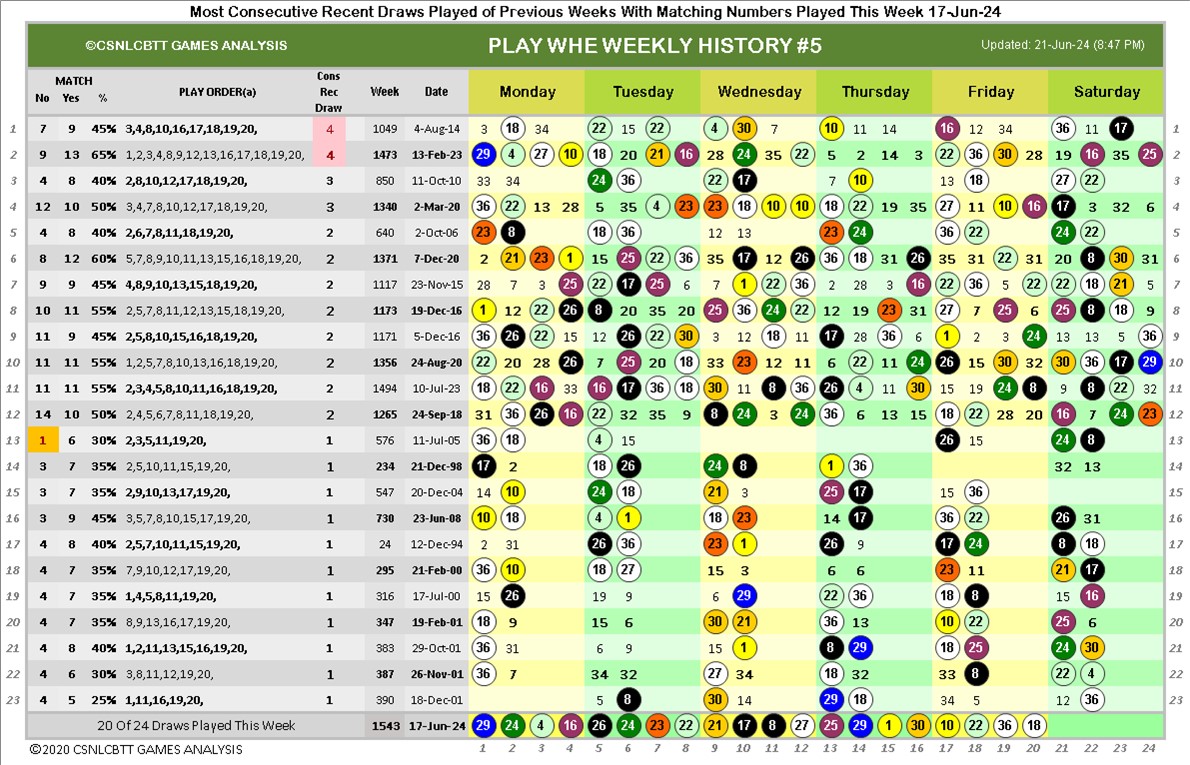 Most Consecutive Recent Draws Played of Previous Weeks With Matching Numbers Played This Week 17-Jun-24
©CSNLCBTT GAMES ANALYSIS PLAY WHE WEEKLY HISTORY #5 Updated: 21-Jun-24 (8:47 PM)
No MATCH Yes % PLAY ORDER(a) Cons Rec Draw Week Date Monday Tuesday Wednesday Thursday Friday Saturday
1 9 45% 3,4,8,10,16,17,18,19,20, 4 1049 4-Aug-14 3 18 34 22 15 22 4 30 7 10 11 14 16 12 34 36 11 17 1
2 13 65% 1,2,3,4,8,9,12,13,16,17,18,19,20, 4 1473 13-Feb-23 29 4 27 10 18 20 21 16 28 24 35 22 5 2 14 3 22 36 30 28 19 16 35 25 2
3 8 40% 2,8,10,12,17,18,19,20, 3 850 11-Oct-10 33 34 24 36 22 17 7 10 13 18 27 22 3
4 12 10 50% 3,4,7,8,10,12,17,18,19,20, 3 1340 2-Mar-20 36 22 13 28 5 35 4 23 23 18 10 10 18 22 19 35 27 11 10 16 17 3 32 6 4
5 4 8 40% 2,6,7,8,11,18,19,20, 2 640 2-Oct-06 23 8 18 36 12 13 23 24 36 22 24 22 5
6 8 12 60% 5,7,8,9,10,11,13,15,16,18,19,20, 2 1371 7-Dec-20 2 21 23 1 15 25 22 36 35 17 12 26 36 18 31 26 35 31 22 31 20 8 30 31 6
7 9 9 45% 4,8,9,10,13,15,18,19,20, 2 1117 23-Nov-15 28 7 3 25 22 17 25 6 7 1 22 36 2 28 3 16 22 36 5 22 22 18 21 5 7
8 10 11 55% 2,5,7,8,11,12,13,15,18,19,20, 2 1173 19-Dec-16 1 12 22 26 8 20 35 20 25 36 24 22 12 19 23 31 27 7 25 6 25 8 18 9 8
9 11 45% 2,5,8,10,15,16,18,19,20, 2 1171 5-Dec-16 36 26 22 15 12 26 22 30 3 12 18 11 17 28 36 6 1 2 3 24 13 13 5 36 9
10 11 11 55% 1,2,5,7,8,10,13,16,18,19,20, 2 1356 24-Aug-20 22 20 28 26 7 25 20 18 33 23 12 11 6 22 11 24 26 15 30 32 30 36 17 29 10
11 11 11 55% 2,3,4,5,8,10,11,16,18,19,20, 2 1494 10-Jul-23 18 22 16 33 16 17 36 18 30 11 8 36 26 4 11 30 15 19 24 8 9 8 22 32 11
12 14 10 50% 2,4,5,6,7,8,11,18,19,20, 2 1265 24-Sep-18 31 36 26 16 22 32 35 9 8 24 3 24 36 6 13 15 18 22 28 20 16 7 24 23 12
13 1 6 30% 2,3,5,11,19,20, 1 576 11-Jul-05 36 18 4 15 26 15 24 8 13
14 3 7 35% 2,5,10,11,15,19,20, 1 234 21-Dec-98 17 2 18 26 24 8 1 36 32 13 14
15 3 7 35% 2,9,10,13,17,19,20, 1 547 20-Dec-04 14 10 24 18 21 3 25 17 15 36 15
16 9 45% 3,5,7,8,10,15,17,19,20, 1 730 23-Jun-08 10 18 4 1 18 23 14 17 36 22 26 31 16
17 8 40% 2,5,7,10,11,15,19,20, 1 24 12-Dec-94 2 31 26 36 23 1 26 9 17 24 8 18 17
18 4 7 35% 7,9,10,12,17,19,20, 1 295 21-Feb-00 36 10 18 27 15 3 6 6 23 11 21 17 18
19 4 7 35% 1,4,5,8,11,19,20, 1 316 17-Jul-00 15 26 19 9 6 29 22 36 18 8 15 16 19
20 4 7 35% 8,9,13,16,17,19,20, 1 347 19-Feb-01 18 9 15 6 30 21 36 13 10 22 25 6 20
21 4 8 40% 1,2,11,13,15,16,19,20, 1 383 29-Oct-01 36 31 6 9 15 1 8 29 18 25 24 30 21
22 4 6 30% 3,8,11,12,19,20, 1 387 26-Nov-01 36 7 34 32 27 34 18 32 33 8 22 4 22
23 4 5 25% 1,11,16,19,20, 1 390 18-Dec-01 5 8 30 14 29 18 34 5 12 36 23
20 Of 24 Draws Played This Week 1543 17-Jun-24 29 24 4 16 26 24 23 22 21 17 8 27 25 29 1 30 10 22 36 18
©2020 CSNLCBTT GAMES ANALYSIS 1 2 3 4 5 6 7 8 9 10 11 12 13 14 15 16 17 18 19 20 21 22 23 24